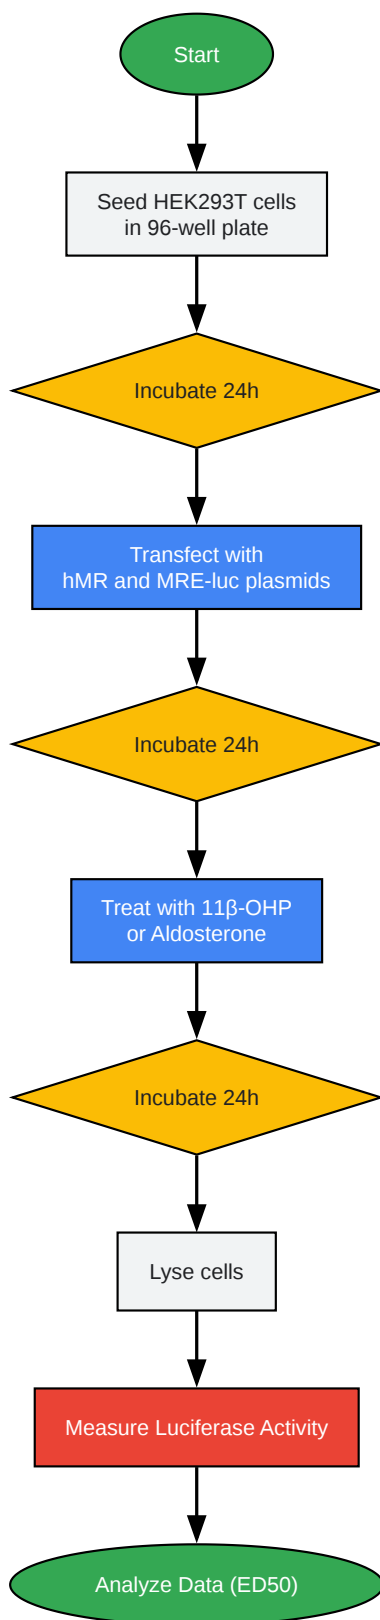 Start
Seed HEK293T cells
in 96-well plate
Incubate 24h
Transfect with
hMR and MRE-luc plasmids
Incubate 24h
Treat with 11β-OHP
or Aldosterone
Incubate 24h
Lyse cells
Measure Luciferase Activity
Analyze Data (ED50)